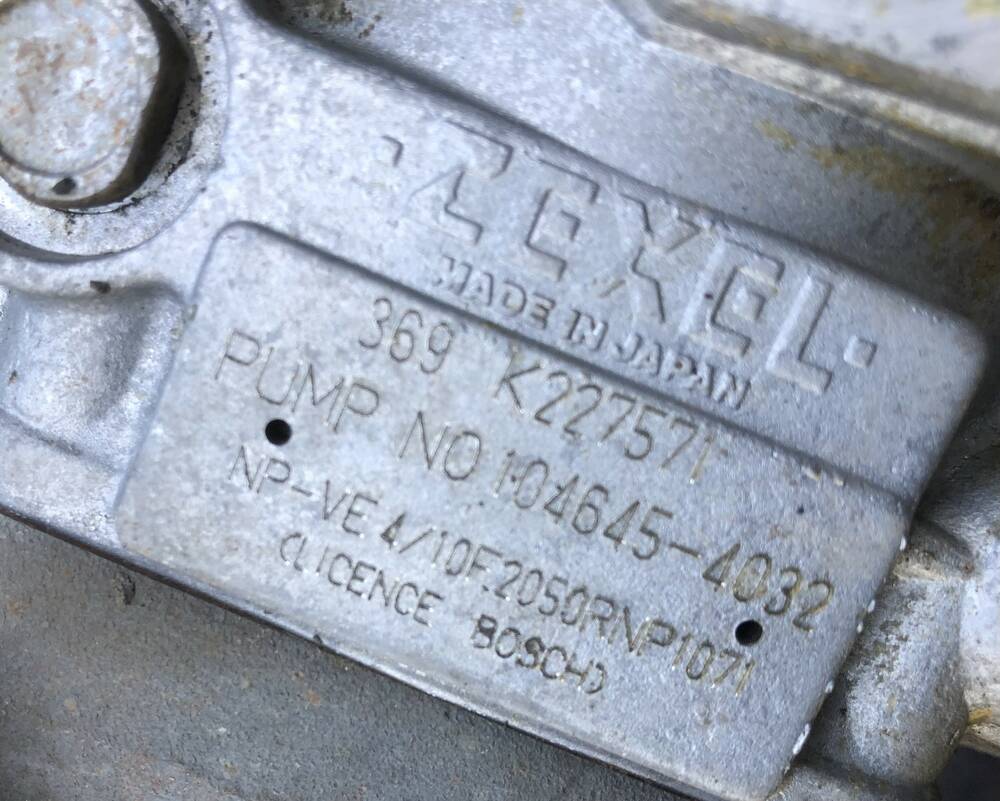 ZEXEL
MADE IN JAPAN
369 K227571
PUMP NO 104645-4032
NP-VE 4/10F2050RNP1071
(LICENCE BOSCH)